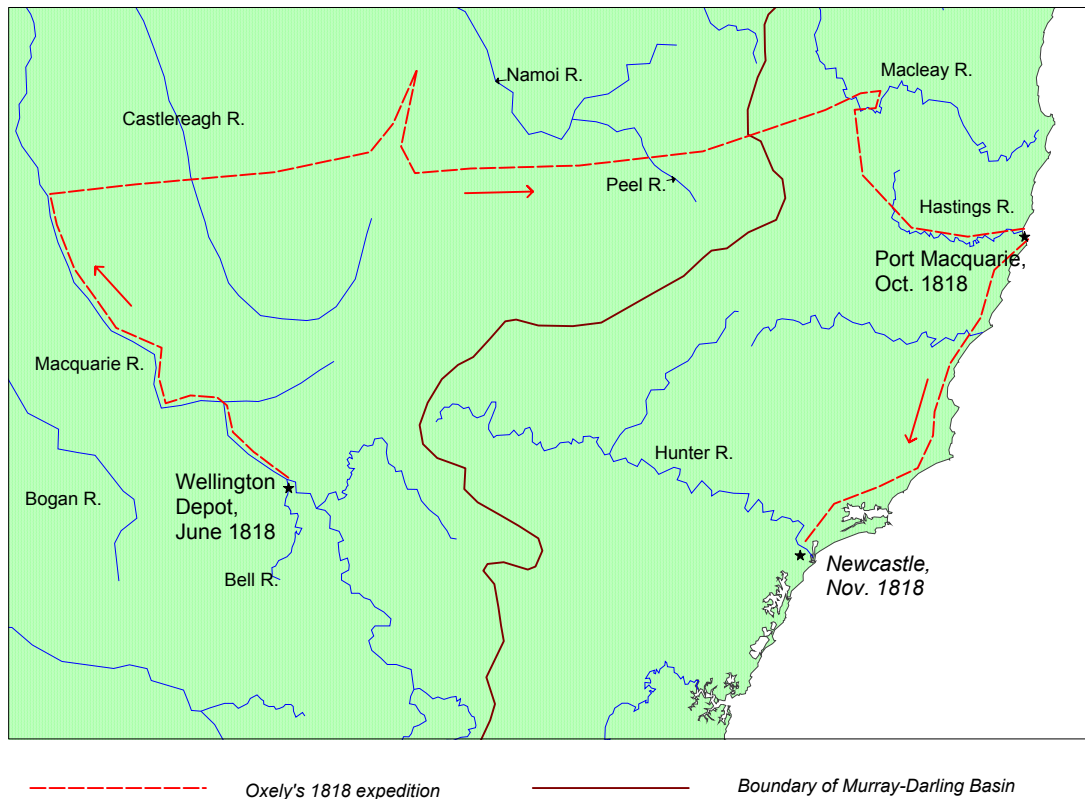 Namoi R.
Macleay R.
Castlereagh R.
Peel R.
Hastings R.
Port Macquarie,
Oct. 1818
Macquarie R.
Hunter R.
Wellington
Depot,
June 1818
Bogan R.
Bell R.
Newcastle,
Nov. 1818
Oxely's 1818 expedition
Boundary of Murray-Darling Basin